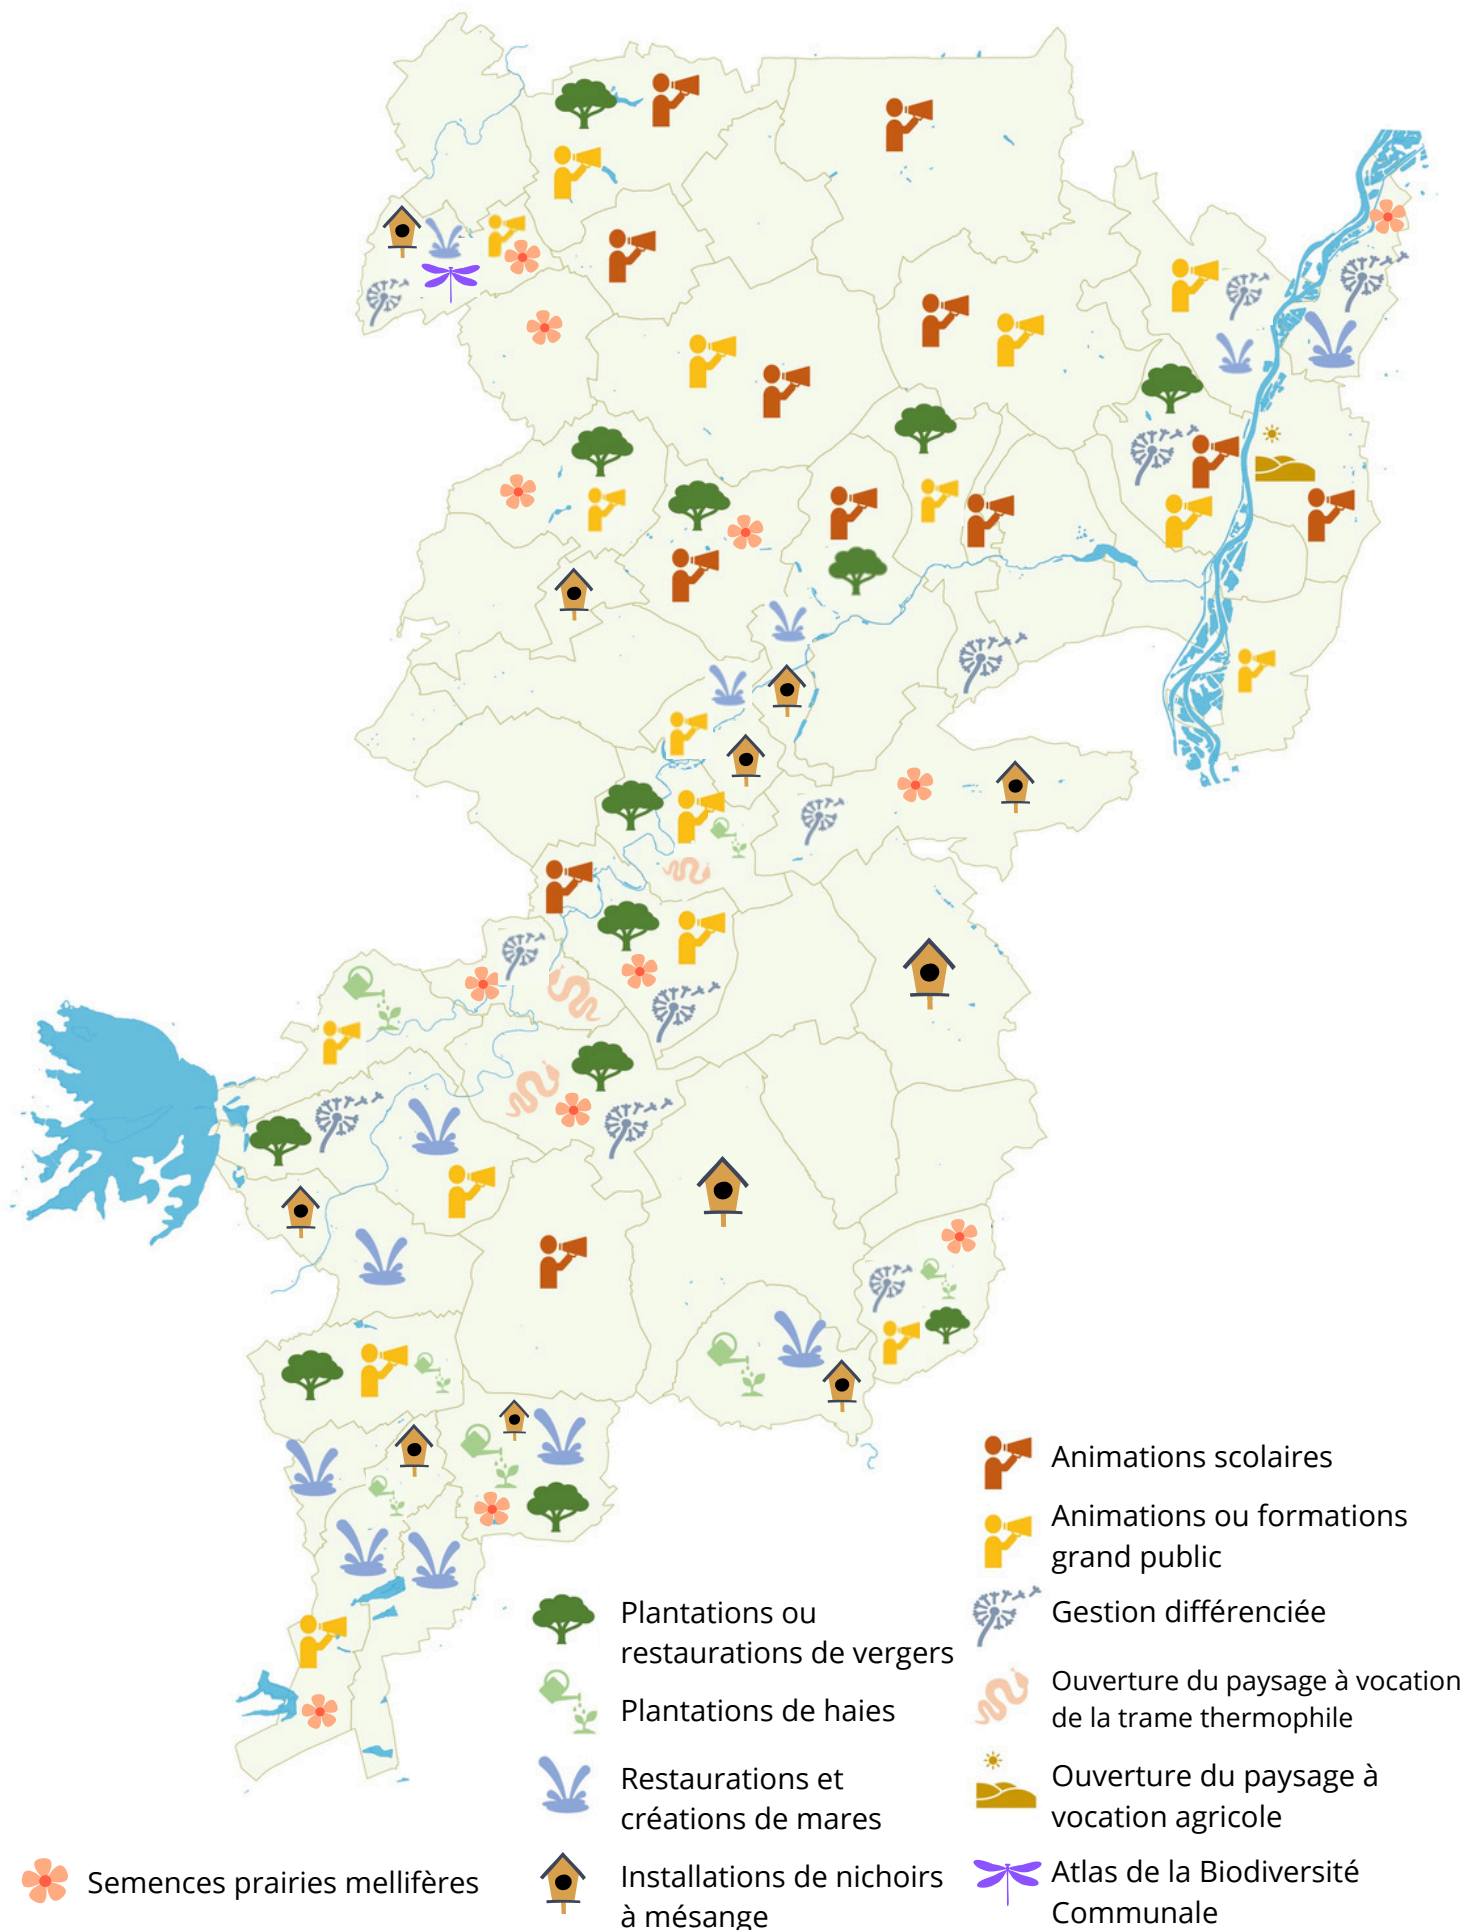 Animations scolaires
Animations ou formations
grand public
Plantations ou
restaurations de vergers
Gestion différenciée
Plantations de haies
Ouverture du paysage à vocation
de la trame thermophile
Restaurations et
créations de mares
Ouverture du paysage à
vocation agricole
Semences prairies mellifères
Installations de nichoirs
à mésange
Atlas de la Biodiversité
Communale